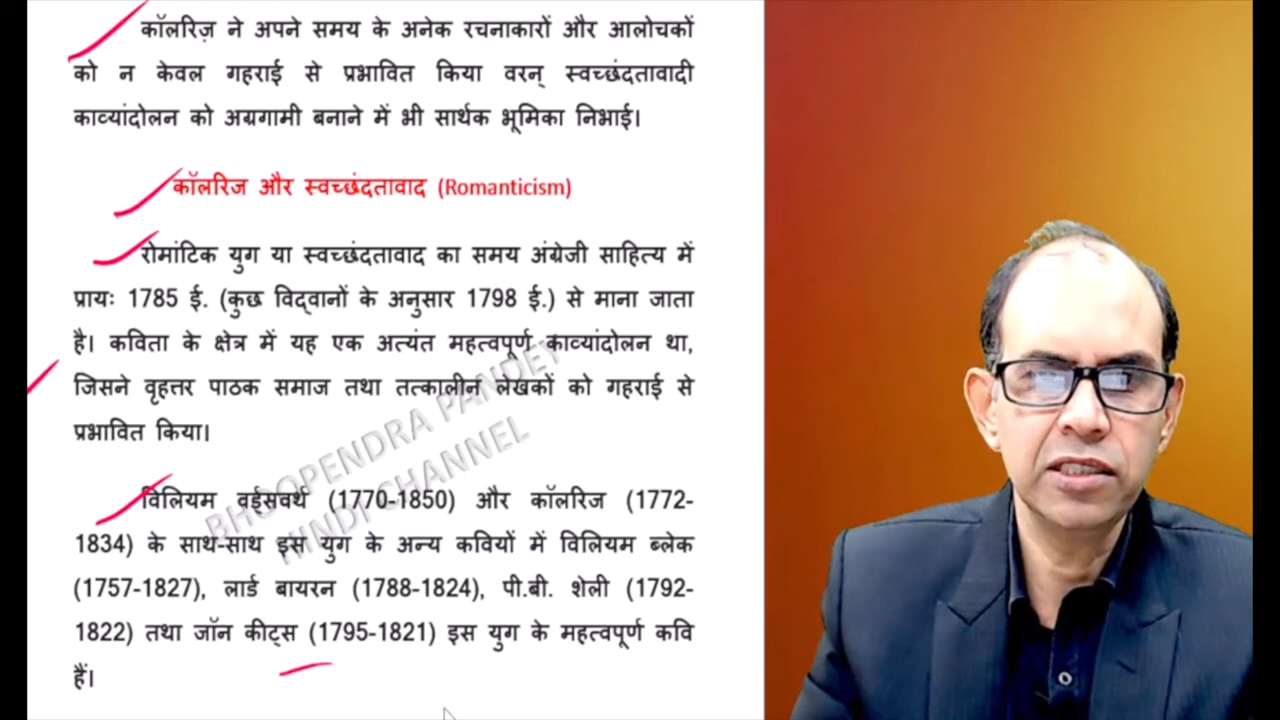 कॉलरिज़ ने अपने समय के अनेक रचनाकारों और आलोचकों
को न केवल गहराई से प्रभावित किया वरन् स्वच्छंदतावादी
काव्यांदोलन को अग्रगामी बनाने में भी सार्थक भूमिका निभाई।
कॉलरिज और स्वच्छंदतावाद (Romanticism)
रोमांटिक युग या स्वच्छंदतावाद का समय अंग्रेजी साहित्य में
प्रायः 1785 ई. (कुछ विद्वानों के अनुसार 1798 ई.) से माना जाता
है। कविता के क्षेत्र में यह एक अत्यंत महत्वपूर्ण काव्यांदोलन था,
जिसने वृहत्तर पाठक समाज तथा तत्कालीन लेखकों को गहराई से
प्रभावित किया।
विलियम वर्ड्सवर्थ (1770-1850) और कॉलरिज (1772-
1834) के साथ-साथ इस युग के अन्य कवियों में विलियम ब्लेक
(1757-1827), लार्ड बायरन (1788-1824), पी.बी. शेली (1792-
1822) तथा जॉन कीट्स (1795-1821) इस युग के महत्वपूर्ण कवि
हैं।
BHOOPENDRA PANDEY
HINDI CHANNEL